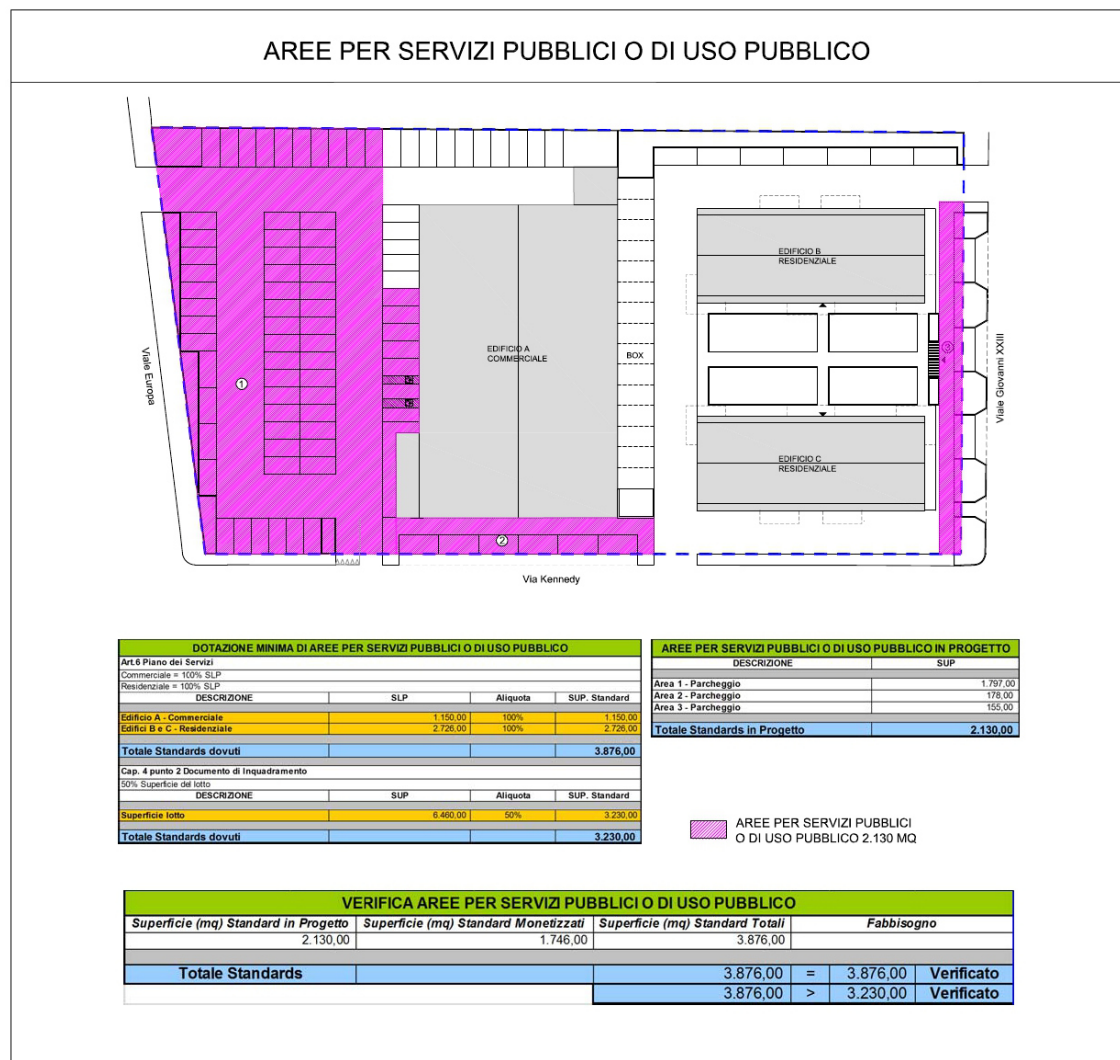 AREE PER SERVIZI PUBBLICI O DI USO PUBBLICO
EDIFICIO B
RESIDENZIALE
EDIFICIO A
COMMERCIALE
BOX
3
Viale Europa
1
Viale Giovanni XXIII
EDIFICIO C
RESIDENZIALE
2
Via Kennedy
DOTAZIONE MINIMA DI AREE PER SERVIZI PUBBLICI O DI USO PUBBLICO
Art.6 Piano dei Servizi
Commerciale = 100% SLP
Residenziale = 100% SLP
DESCRIZIONE SLP Aliquota SUP. Standard
Edificio A - Commerciale 1.150,00 100% 1.150,00
Edifici B e C - Residenziale 2.726,00 100% 2.726,00
Totale Standards dovuti 3.876,00
Cap. 4 punto 2 Documento di Inquadramento
50% Superficie del lotto
DESCRIZIONE SUP Aliquota SUP. Standard
Superficie lotto 6.460,00 50% 3.230,00
Totale Standards dovuti 3.230,00
AREE PER SERVIZI PUBBLICI O DI USO PUBBLICO IN PROGETTO
DESCRIZIONE SUP
Area 1 - Parcheggio 1.797,00
Area 2 - Parcheggio 178,00
Area 3 - Parcheggio 155,00
Totale Standards in Progetto 2.130,00
AREE PER SERVIZI PUBBLICI
O DI USO PUBBLICO 2.130 MQ
VERIFICA AREE PER SERVIZI PUBBLICI O DI USO PUBBLICO
Superficie (mq) Standard in Progetto Superficie (mq) Standard Monetizzati Superficie (mq) Standard Totali Fabbisogno
2.130,00 1.746,00 3.876,00
Totale Standards 3.876,00 = 3.876,00 Verificato
3.876,00 > 3.230,00 Verificato